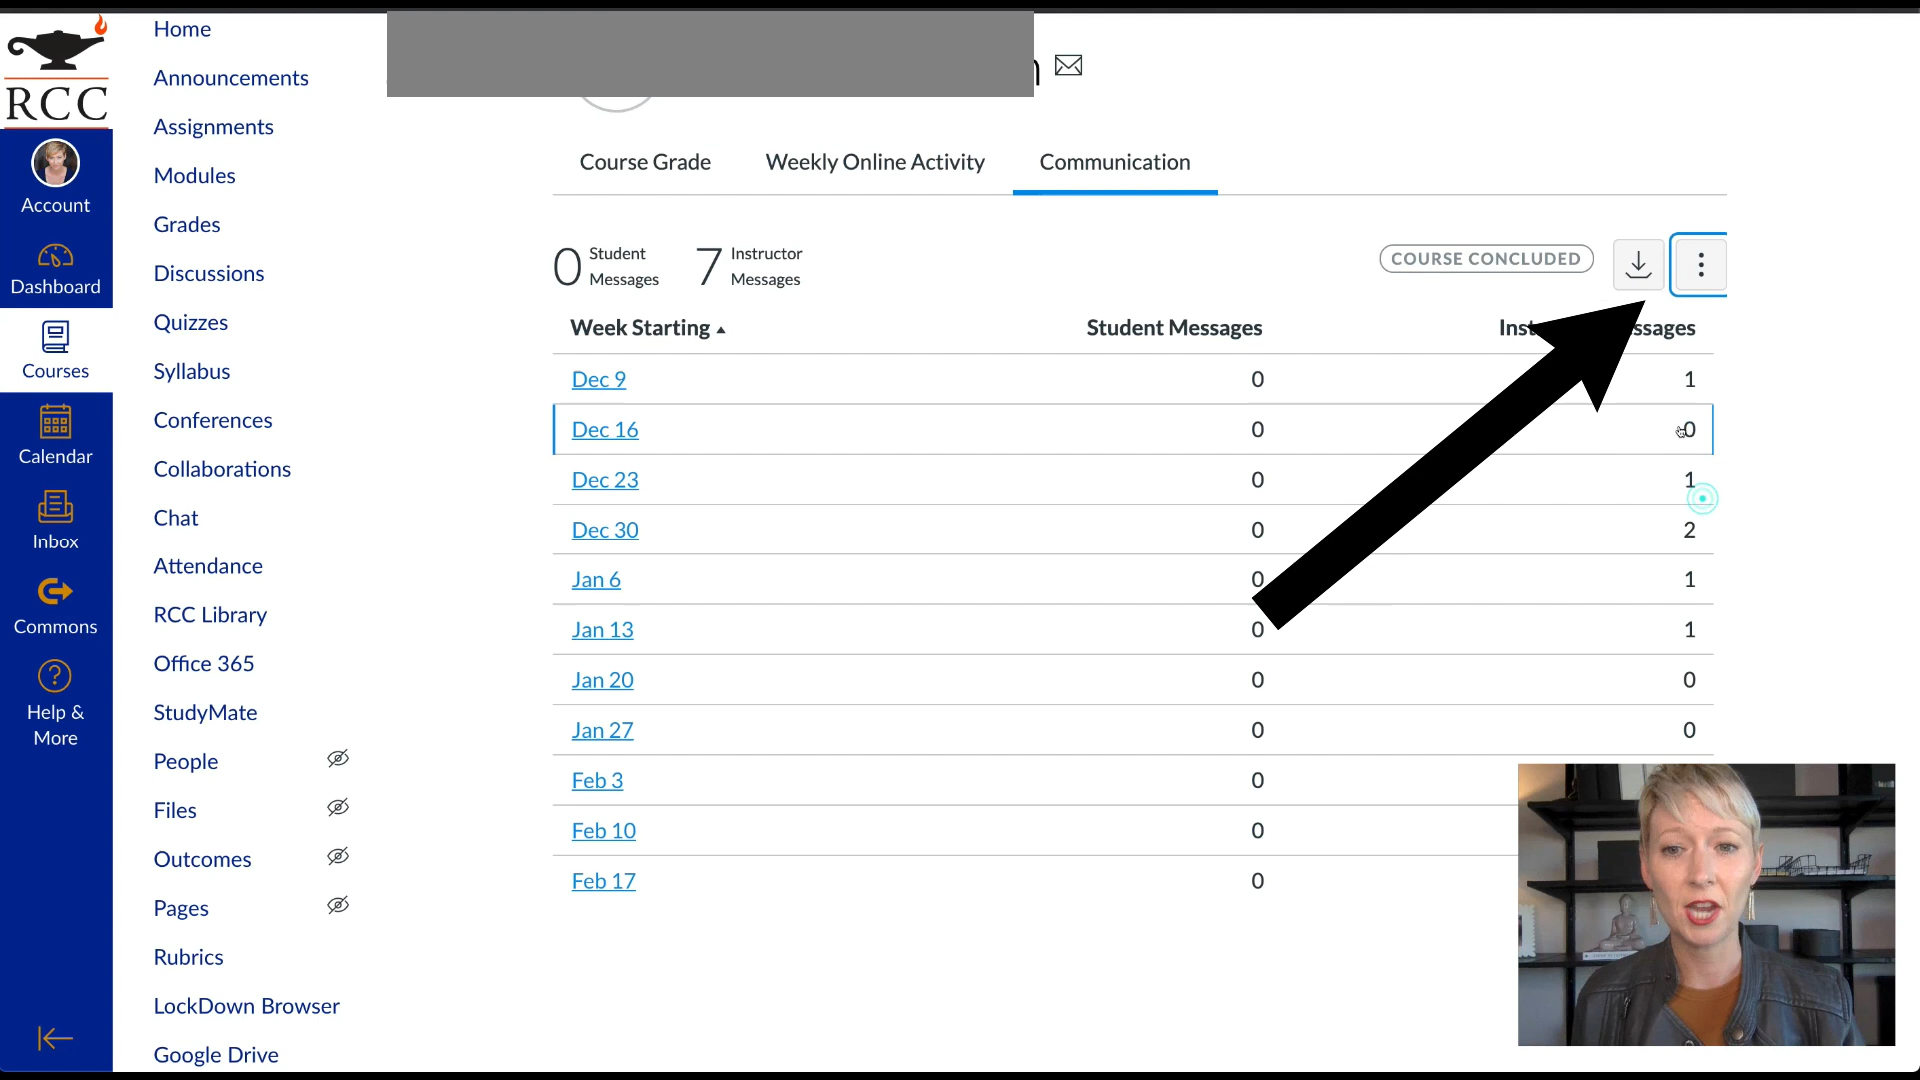 RCC
Account
Dashboard
Courses
Calendar
Inbox
Commons
Help &
More
Home
Announcements
Assignments
Modules
Grades
Discussions
Quizzes
Syllabus
Conferences
Collaborations
Chat
Attendance
RCC Library
Office 365
StudyMate
People
Files
Outcomes
Pages
Rubrics
LockDown Browser
Google Drive
Course Grade Weekly Online Activity Communication
0 Student Messages 7 Instructor Messages
COURSE CONCLUDED
Week Starting Student Messages
Dec 9 0 1
Dec 16 0 0
Dec 23 0 1
Dec 30 0 2
Jan 6 0 1
Jan 13 0 1
Jan 20 0 0
Jan 27 0 0
Feb 3 0
Feb 10 0
Feb 17 0